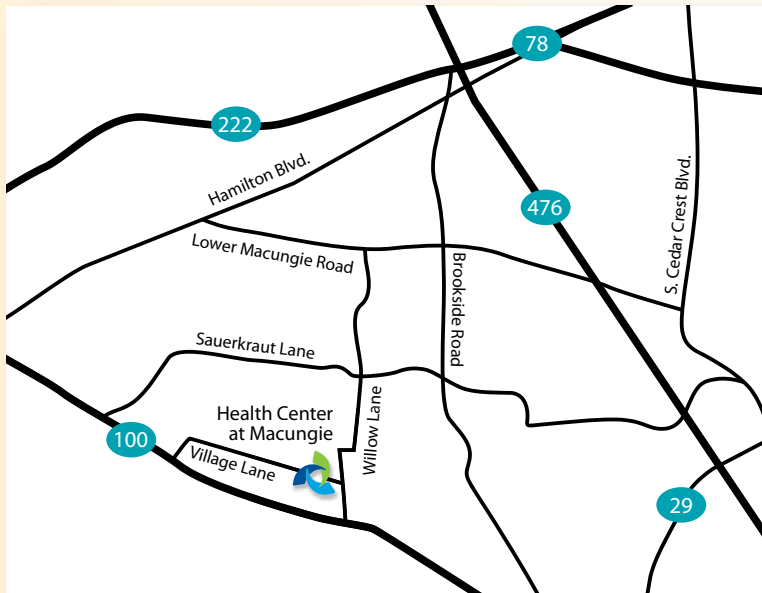 78
222
Hamilton Blvd.
476
S. Cedar Crest Blvd.
Lower Macungie Road
Brookside Road
Sauerkraut Lane
Health Center
at Macungie
Willow Lane
100
Village Lane
29